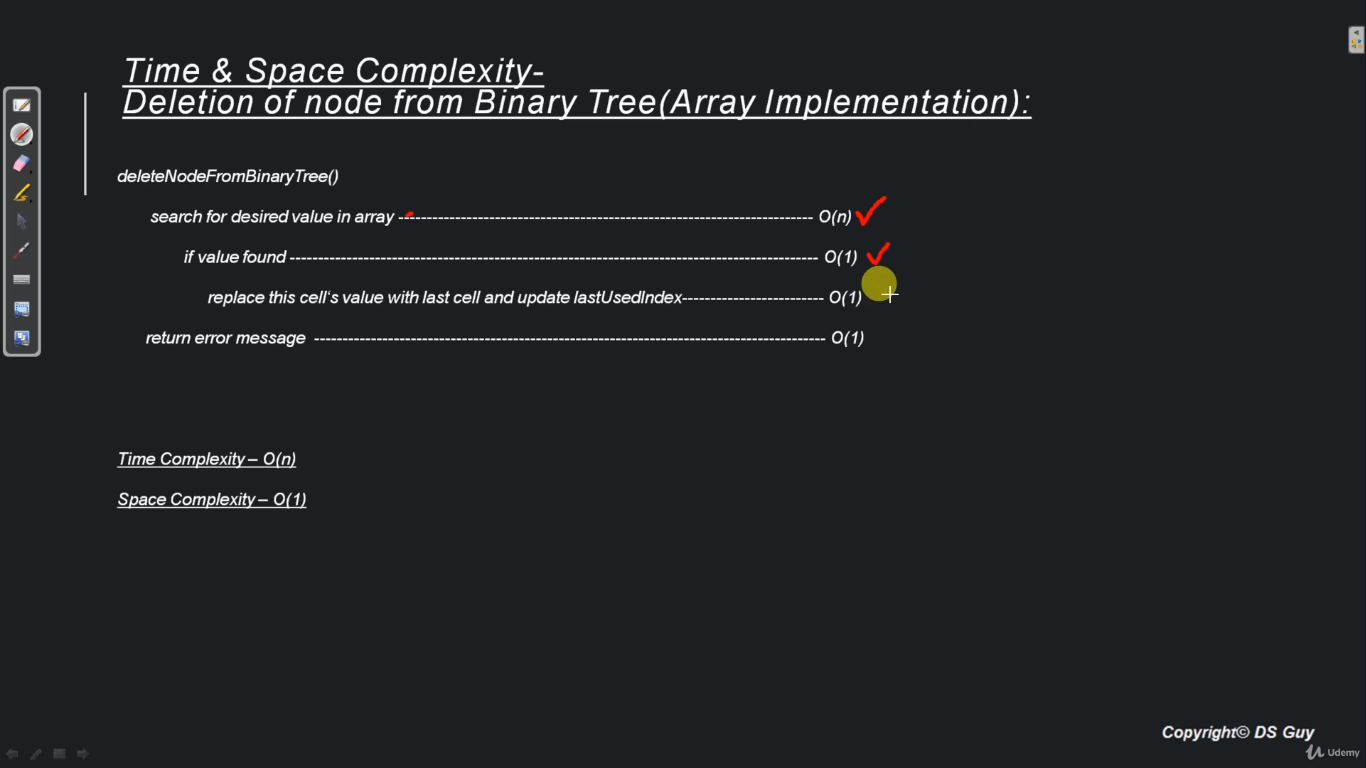 Time & Space Complexity-
Deletion of node from Binary Tree(Array Implementation):
deleteNodeFromBinaryTree()
search for desired value in array ------------------------------------------------------------------------- O(n)
if value found --------------------------------------------------------------------------------------------- O(1)
replace this cell‘s value with last cell and update lastUsedIndex------------------------- O(1)
return error message ------------------------------------------------------------------------------------------ O(1)
Time Complexity – O(n)
Space Complexity – O(1)
Copyright© DS Guy
Udemy